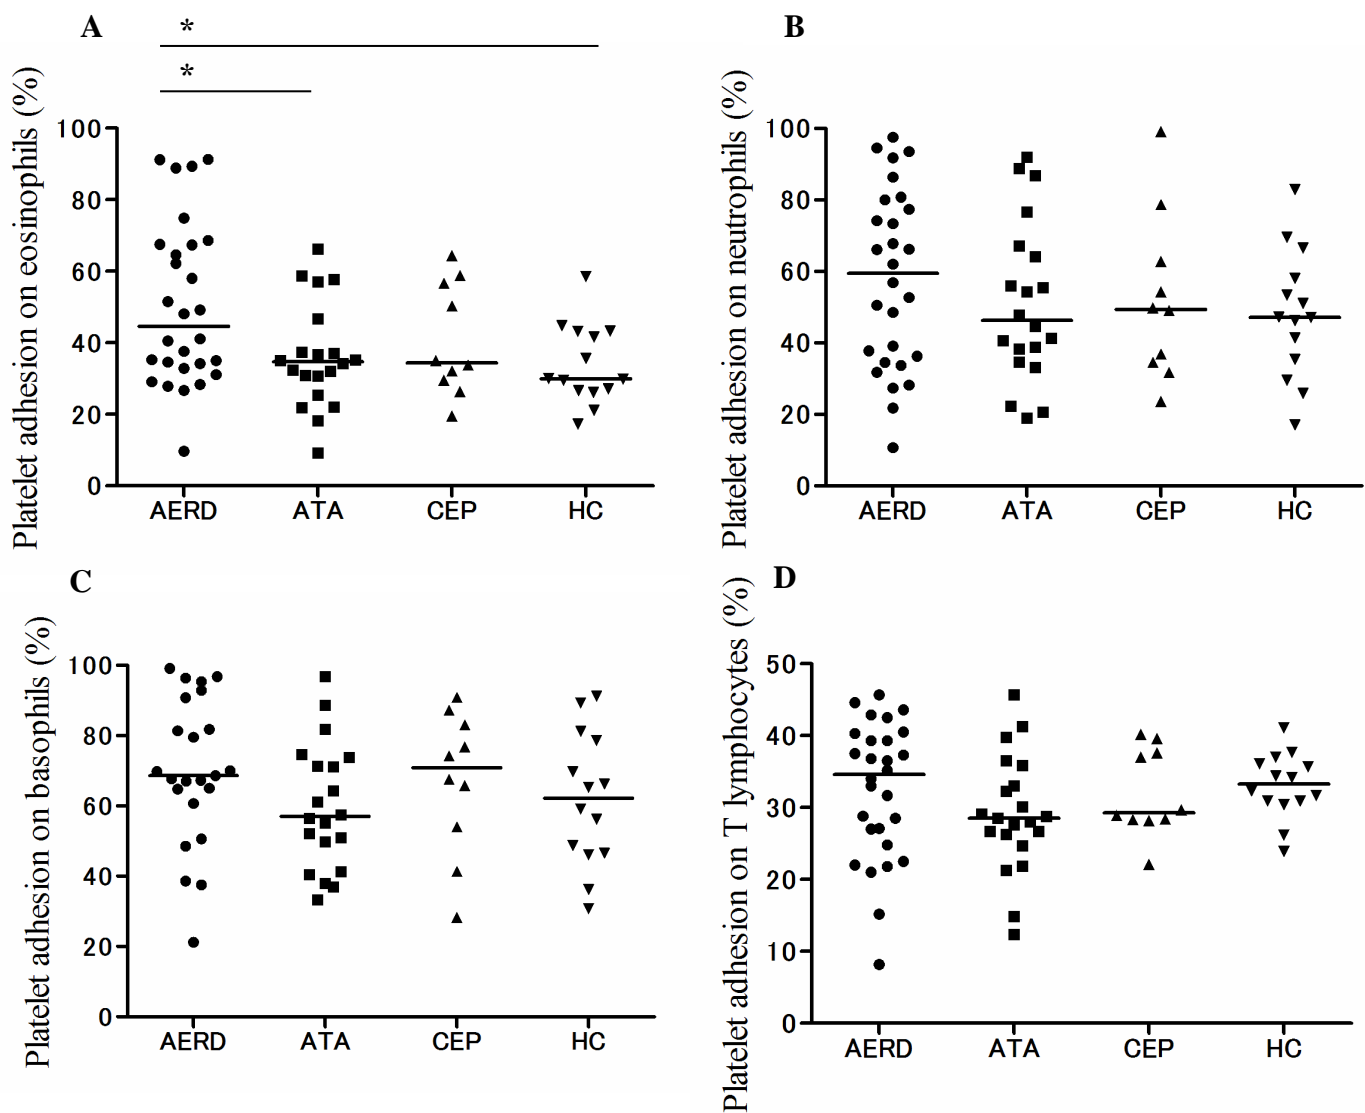 A
*
*
Platelet adhesion on eosinophils (%)
100
80
60
40
20
0
AERD ATA CEP HC
B
Platelet adhesion on neutrophils (%)
100
80
60
40
20
0
AERD ATA CEP HC
C
Platelet adhesion on basophils (%)
100
80
60
40
20
0
AERD ATA CEP HC
D
Platelet adhesion on T lymphocytes (%)
50
40
30
20
10
0
AERD ATA CEP HC